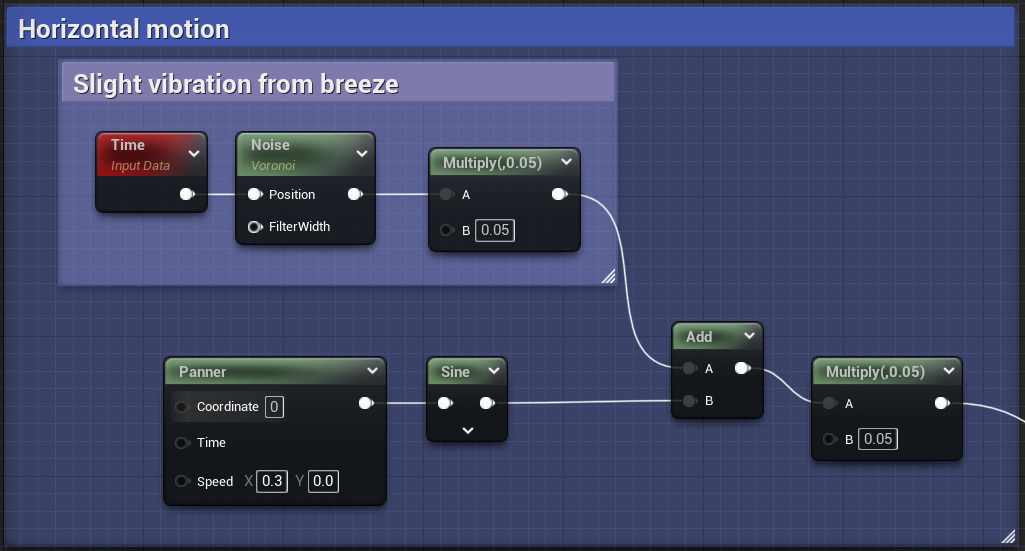 Horizontal motion
Slight vibration from breeze
Time
Input Data
Noise
Voronoi
Position
FilterWidth
Multiply(,0.05)
A
B 0.05
Add
A
B
Panner
Coordinate 0
Time
Speed X 0.3 Y 0.0
Sine
Multiply(,0.05)
A
B 0.05